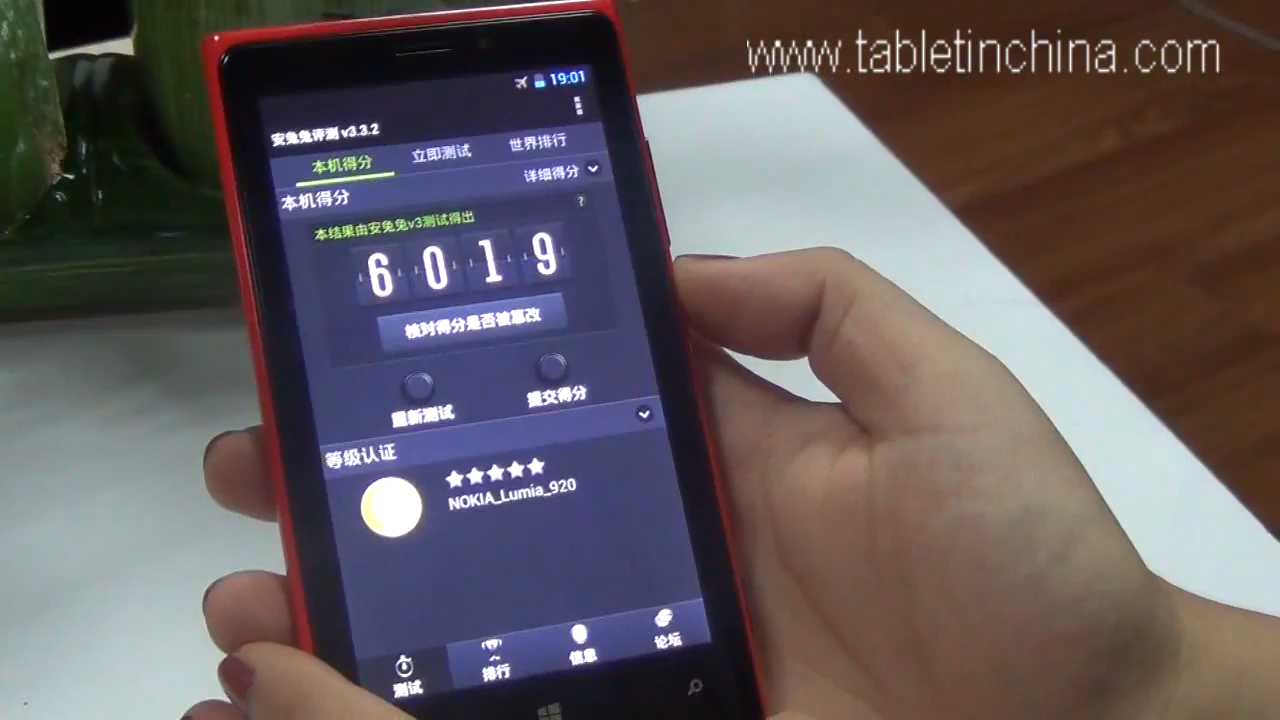 www.tabletinchina.com
19:01
安兔兔评测 v3.3.2
本机得分 立即测试 世界排行
详细得分
本机得分
?
本结果由安兔兔v3测试得出
6019
核对得分是否被篡改
重新测试 提交得分
等级认证
NOKIA_Lumia_920
测试 排行 信息 论坛